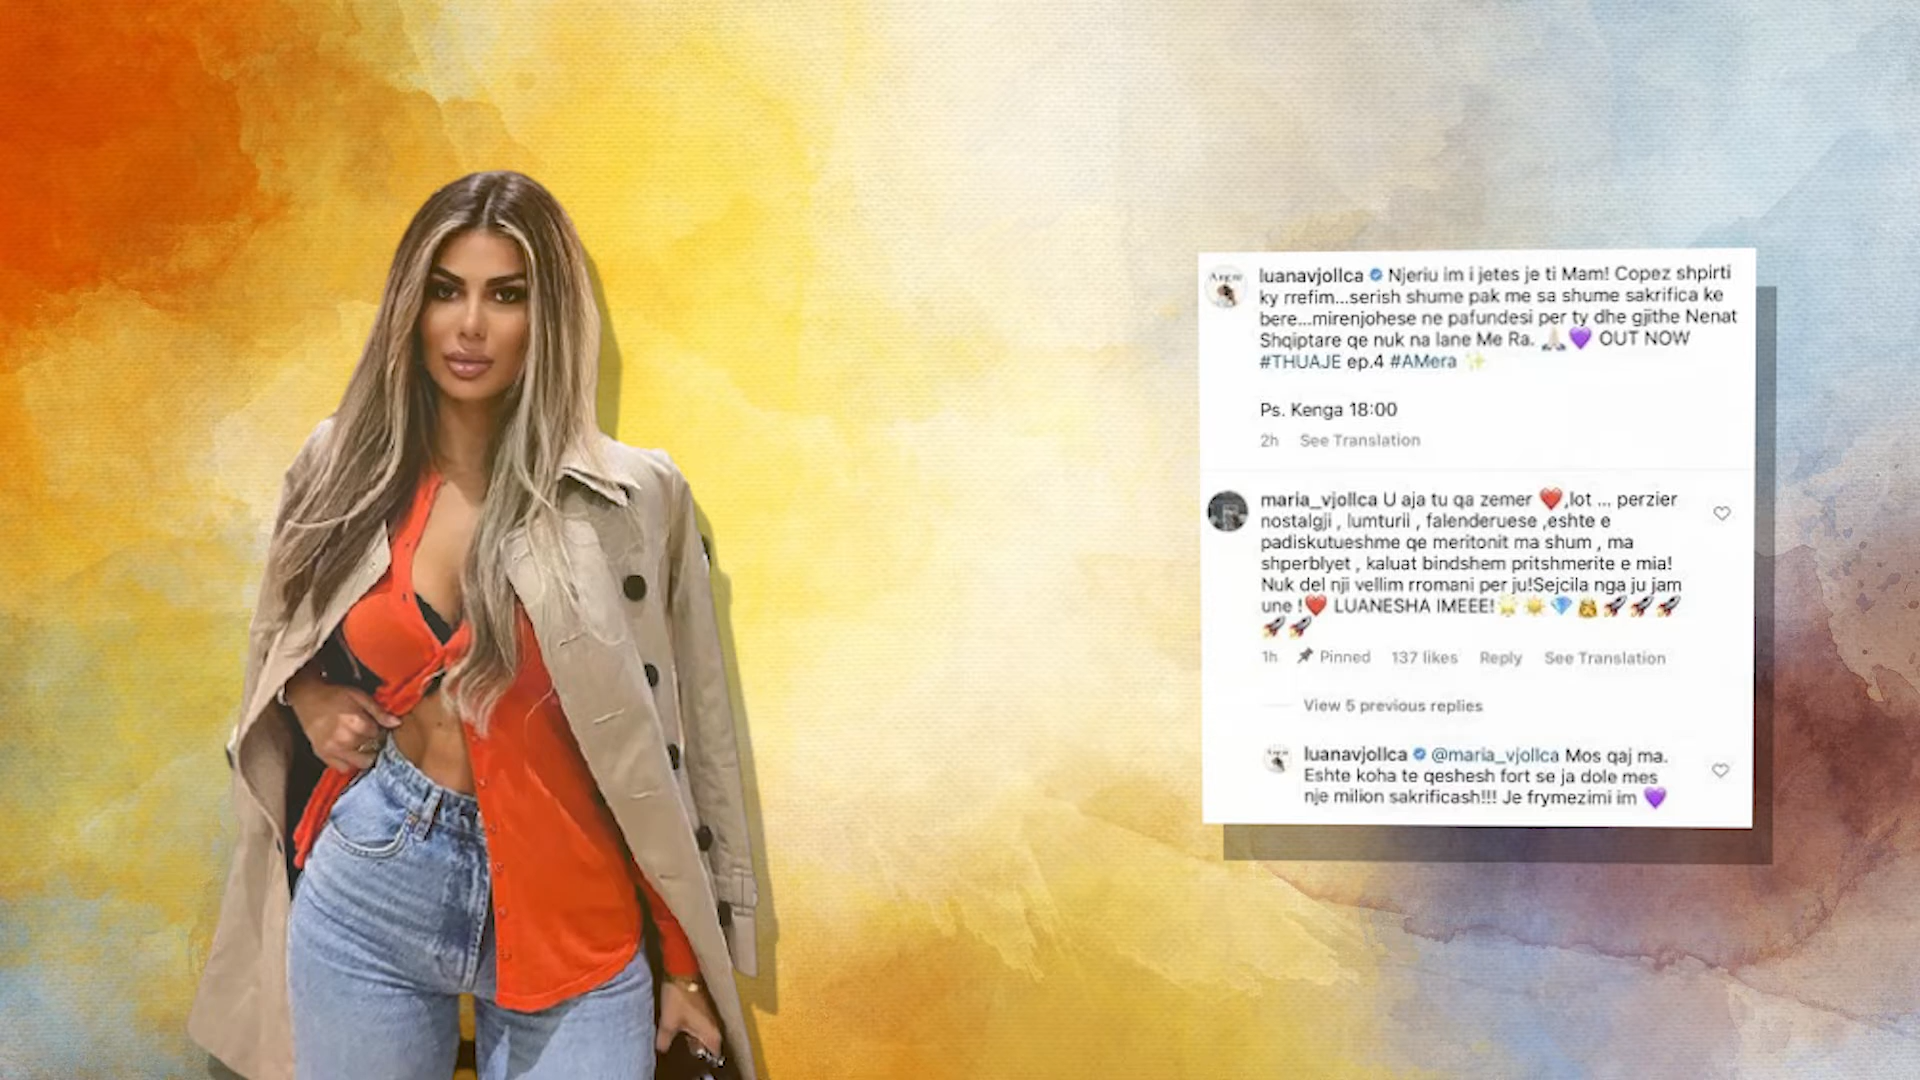 luanavjollca Njeriu im i jetes je ti Mam! Copez shpirti
ky rrefim...serish shume pak me sa shume sakrifica ke
bere...mirenjohese ne pafundesi per ty dhe gjithe Nenat
Shqiptare qe nuk na lane Me Ra. 🙏🏻💜 OUT NOW
#THUAJE ep.4 #AMera ✨
Ps. Kenga 18:00
2h See Translation
maria_vjollca U aja tu qa zemer ❤️,lot ... perzier
nostalgji , lumturii , falenderuese ,eshte e
padiskutueshme qe meritonit ma shum , ma
shperblyet , kaluat bindshem pritshmerite e mia!
Nuk del nji vellim rromani per ju!Sejcila nga ju jam
une !❤️ LUANESHA IMEEE!🌟☀️💎👸🚀🚀🚀
🚀🚀
1h Pinned 137 likes Reply See Translation
View 5 previous replies
luanavjollca @maria_vjollca Mos qaj ma.
Eshte koha te qeshesh fort se ja dole mes
nje milion sakrificash!!! Je frymezimi im 💜